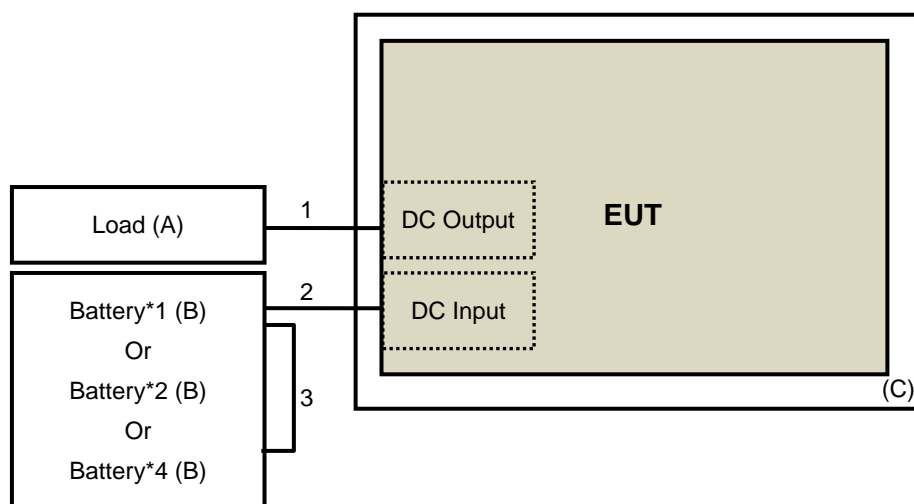 Load (A)
1
DC Output
EUT
Battery*1 (B)
Or
Battery*2 (B)
Or
Battery*4 (B)
2
3
DC Input
(C)